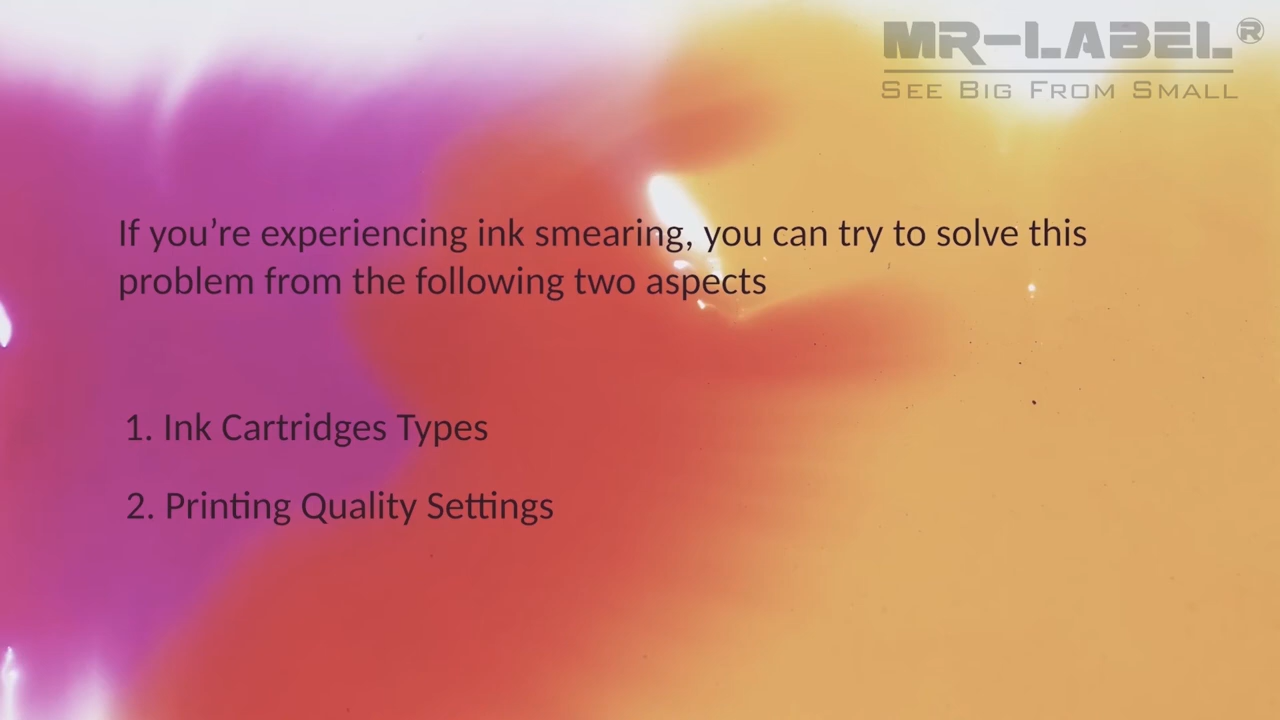 MR-LABEL®
SEE BIG FROM SMALL
If you’re experiencing ink smearing, you can try to solve this
problem from the following two aspects
1. Ink Cartridges Types
2. Printing Quality Settings